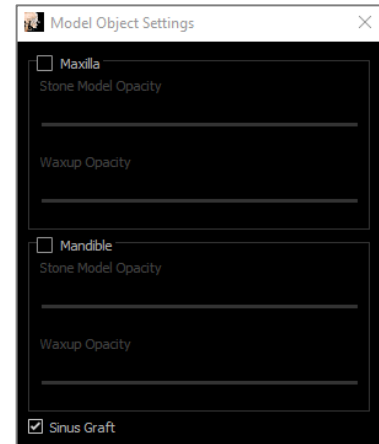 Model Object Settings
Maxilla
Stone Model Opacity
Waxup Opacity
Mandible
Stone Model Opacity
Waxup Opacity
Sinus Graft